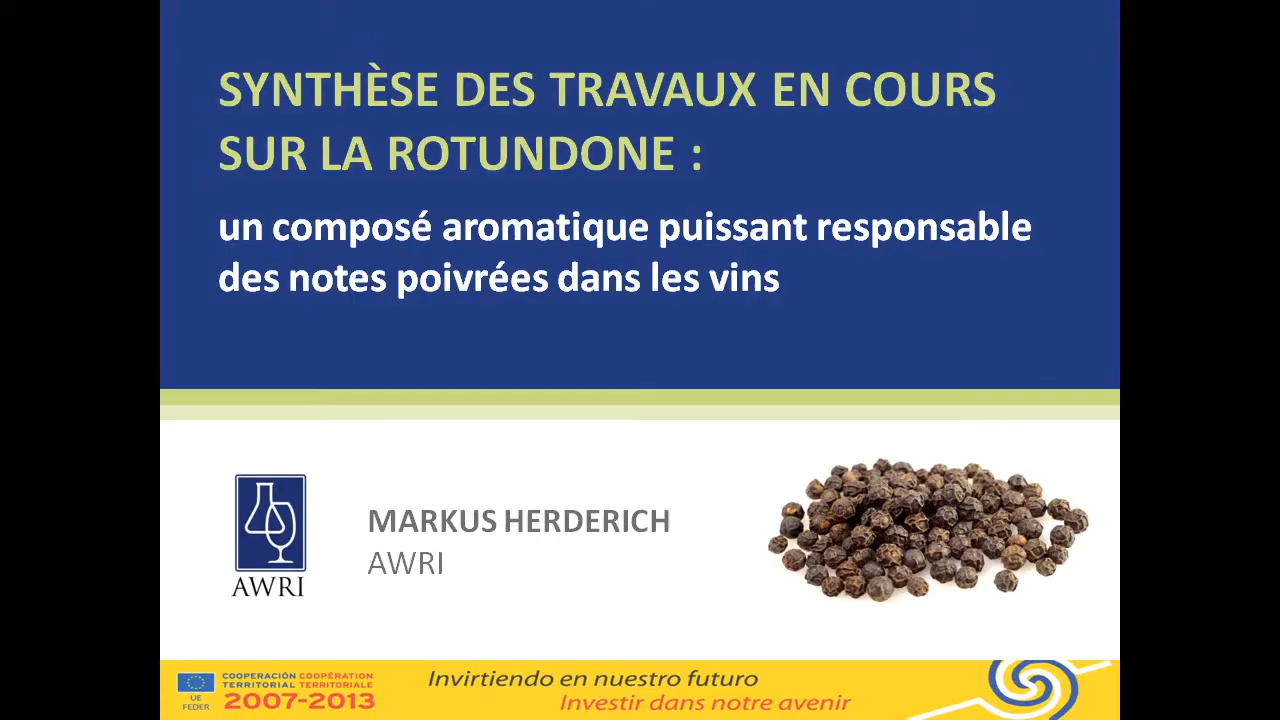 SYNTHÈSE DES TRAVAUX EN COURS
SUR LA ROTUNDONE :
un composé aromatique puissant responsable
des notes poivrées dans les vins
MARKUS HERDERICH
AWRI
AWRI
UE
FEDER
COOPERACIÓN COOPÉRATION
TERRITORIAL TERRITORIALE
2007-2013
Invirtiendo en nuestro futuro
Investir dans notre avenir